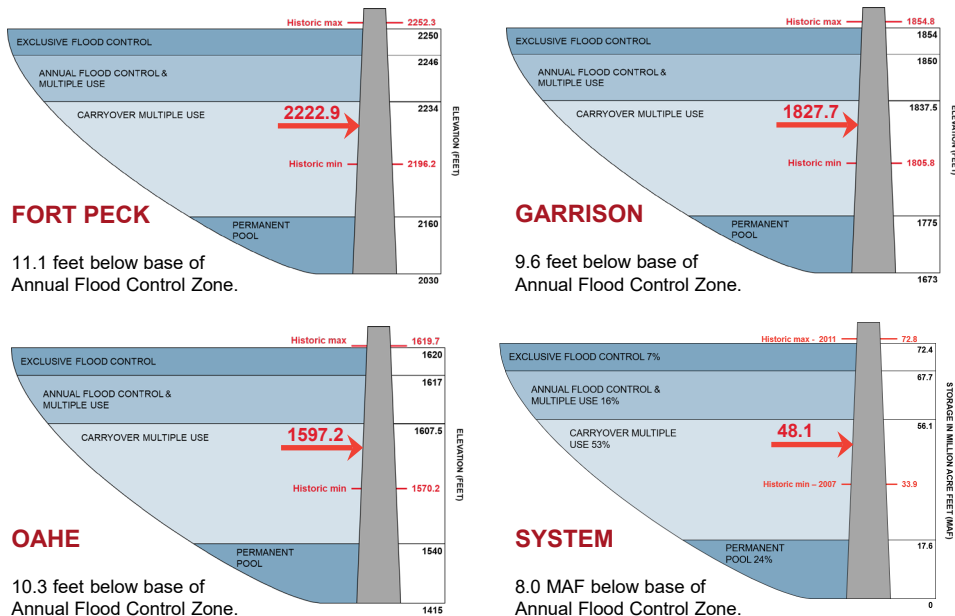 Historic max
2252.3
2250
EXCLUSIVE FLOOD CONTROL
2246
ANNUAL FLOOD CONTROL &
MULTIPLE USE
2234
CARRYOVER MULTIPLE USE
2222.9
Historic min
2196.2
ELEVATION (FEET)
FORT PECK
2160
PERMANENT
POOL
11.1 feet below base of
Annual Flood Control Zone.
2030
Historic max
1854.8
1854
EXCLUSIVE FLOOD CONTROL
1850
ANNUAL FLOOD CONTROL &
MULTIPLE USE
1837.5
CARRYOVER MULTIPLE USE
1827.7
Historic min
1805.8
ELEVATION (FEET)
GARRISON
1775
PERMANENT
POOL
9.6 feet below base of
Annual Flood Control Zone.
1673
Historic max
1619.7
1620
EXCLUSIVE FLOOD CONTROL
1617
ANNUAL FLOOD CONTROL &
MULTIPLE USE
1607.5
CARRYOVER MULTIPLE USE
1597.2
Historic min
1570.2
ELEVATION (FEET)
OAHE
1540
PERMANENT
POOL
10.3 feet below base of
Annual Flood Control Zone.
1415
Historic max - 2011
72.8
72.4
EXCLUSIVE FLOOD CONTROL 7%
67.7
ANNUAL FLOOD CONTROL &
MULTIPLE USE 16%
56.1
CARRYOVER MULTIPLE
USE 53%
48.1
Historic min – 2007
33.9
STORAGE IN MILLION ACRE FEET (MAF)
SYSTEM
17.6
PERMANENT
POOL 24%
8.0 MAF below base of
Annual Flood Control Zone.
0